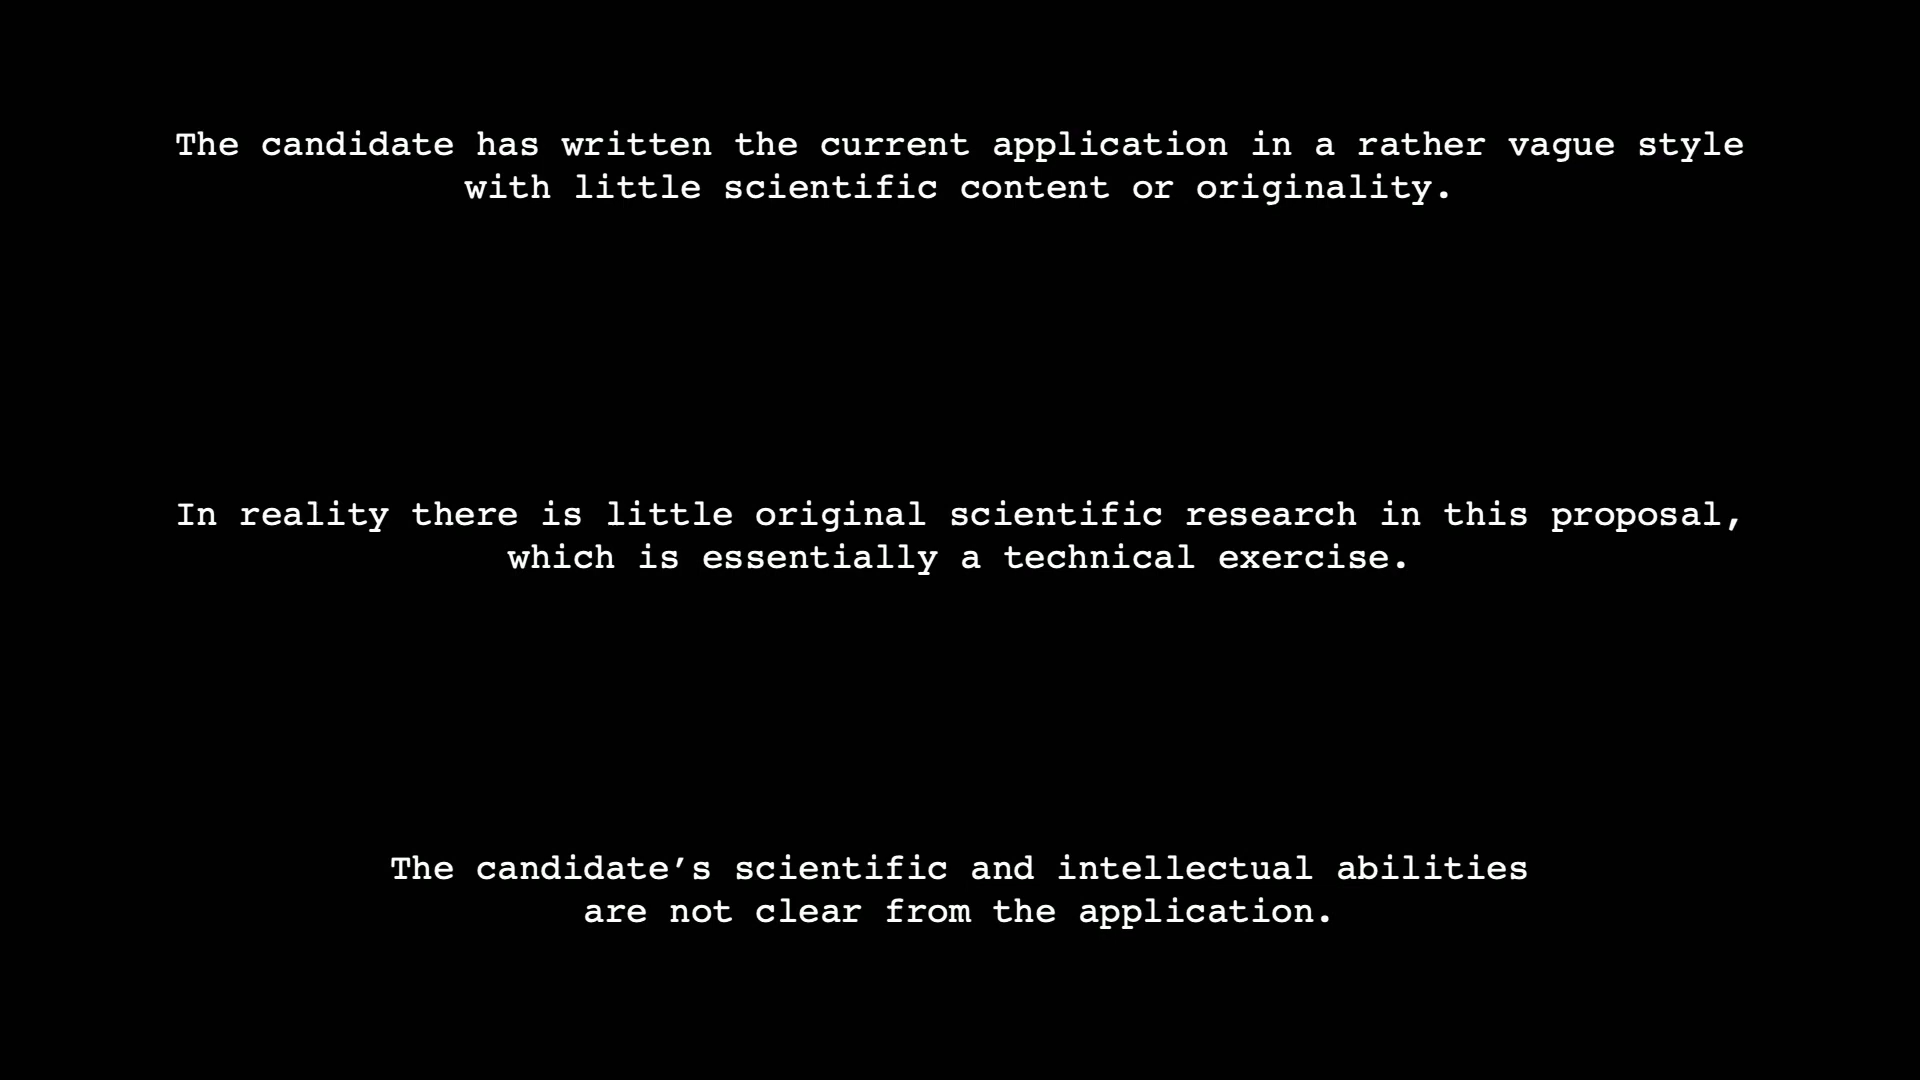 The candidate has written the current application in a rather vague style
with little scientific content or originality.
In reality there is little original scientific research in this proposal,
which is essentially a technical exercise.
The candidate’s scientific and intellectual abilities
are not clear from the application.